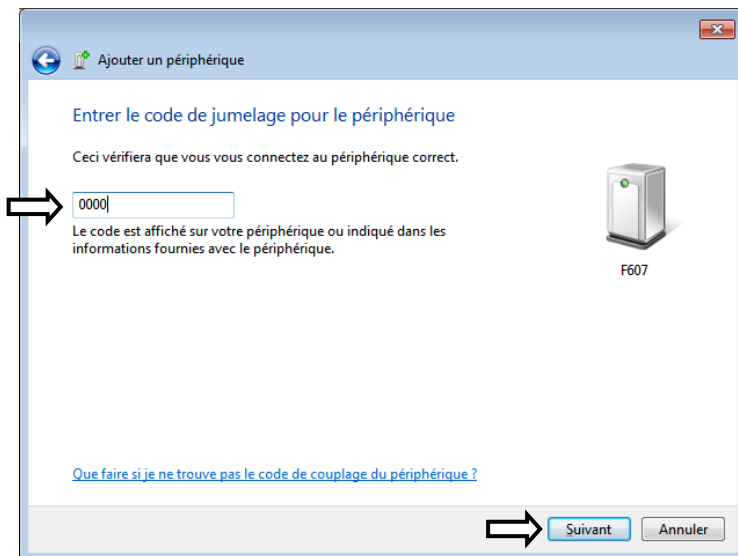 Ajouter un périphérique
Entrer le code de jumelage pour le périphérique
Ceci vérifiera que vous vous connectez au périphérique correct.
0000
Le code est affiché sur votre périphérique ou indiqué dans les
informations fournies avec le périphérique.
F607
Que faire si je ne trouve pas le code de couplage du périphérique ?
Suivant
Annuler